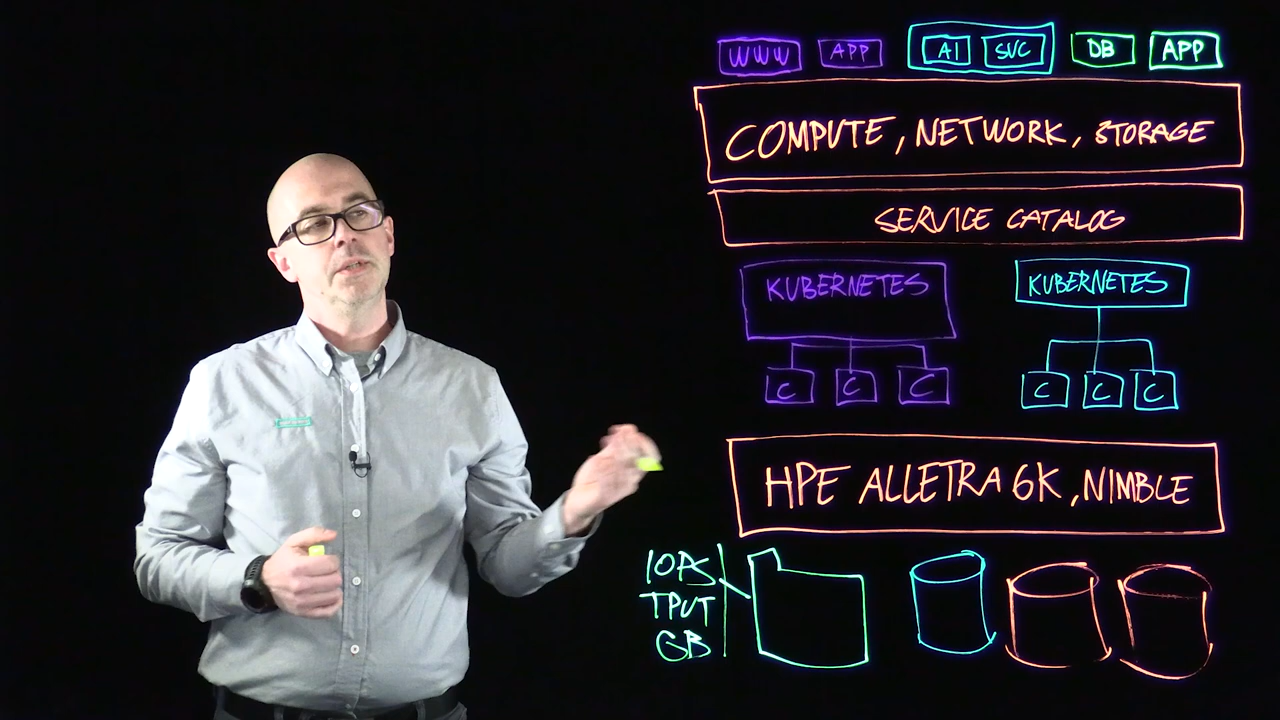 WWW APP AI SVC DB APP
COMPUTE, NETWORK, STORAGE
SERVICE CATALOG
KUBERNETES KUBERNETES
C C C C C C
HPE ALLETRA 6K, NIMBLE
IOPS
TPUT
GB